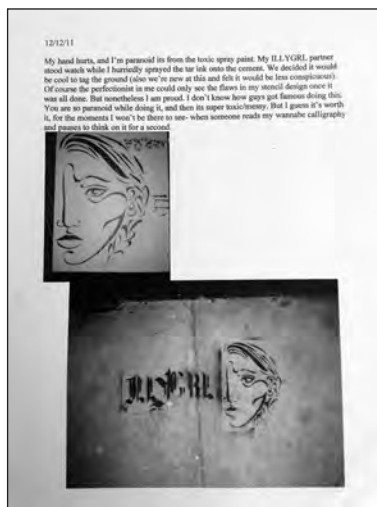 12/12/11
My hand hurts, and I'm paranoid its from the toxic spray paint. My ILLYGRL partner
stood watch while I hurriedly sprayed the tar ink onto the cement. We decided it would
be cool to tag the ground (also we're new at this and felt it would be less conspicuous).
Of course the perfectionist in me could only see the flaws in my stencil design once it
was all done. But nonetheless I am proud. I don't know how guys got famous doing this.
You are so paranoid while doing it, and then its super toxic/messy. But I guess it's worth
it, for the moments I won't be there to see- when someone reads my wannabe calligraphy
and pauses to think on it for a second.
ILLYGRL